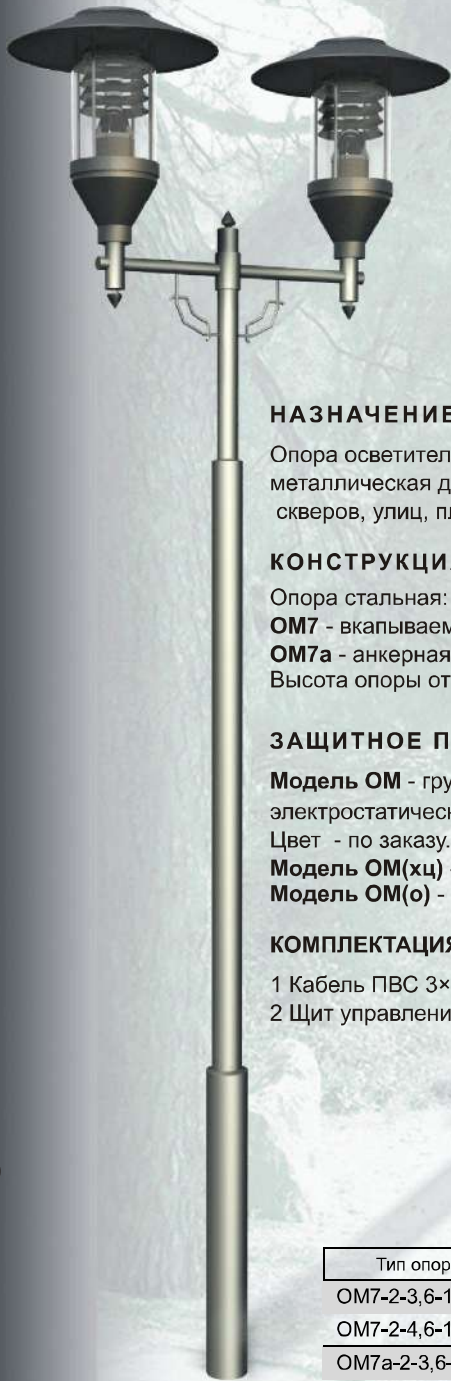 НАЗНАЧЕНИЕ
Опора осветител
металлическая д
скверов, улиц, пл
КОНСТРУКЦИ
Опора стальная:
ОМ7 - вкапываем
ОМ7а - анкерная
Высота опоры от
ЗАЩИТНОЕ П
Модель ОМ - гру
электростатическ
Цвет - по заказу.
Модель ОМ(хц) -
Модель ОМ(о) -
КОМПЛЕКТАЦИЯ
1 Кабель ПВС 3×
2 Щит управлени
Тип опор
ОМ7-2-3,6-1
ОМ7-2-4,6-1
ОМ7а-2-3,6-